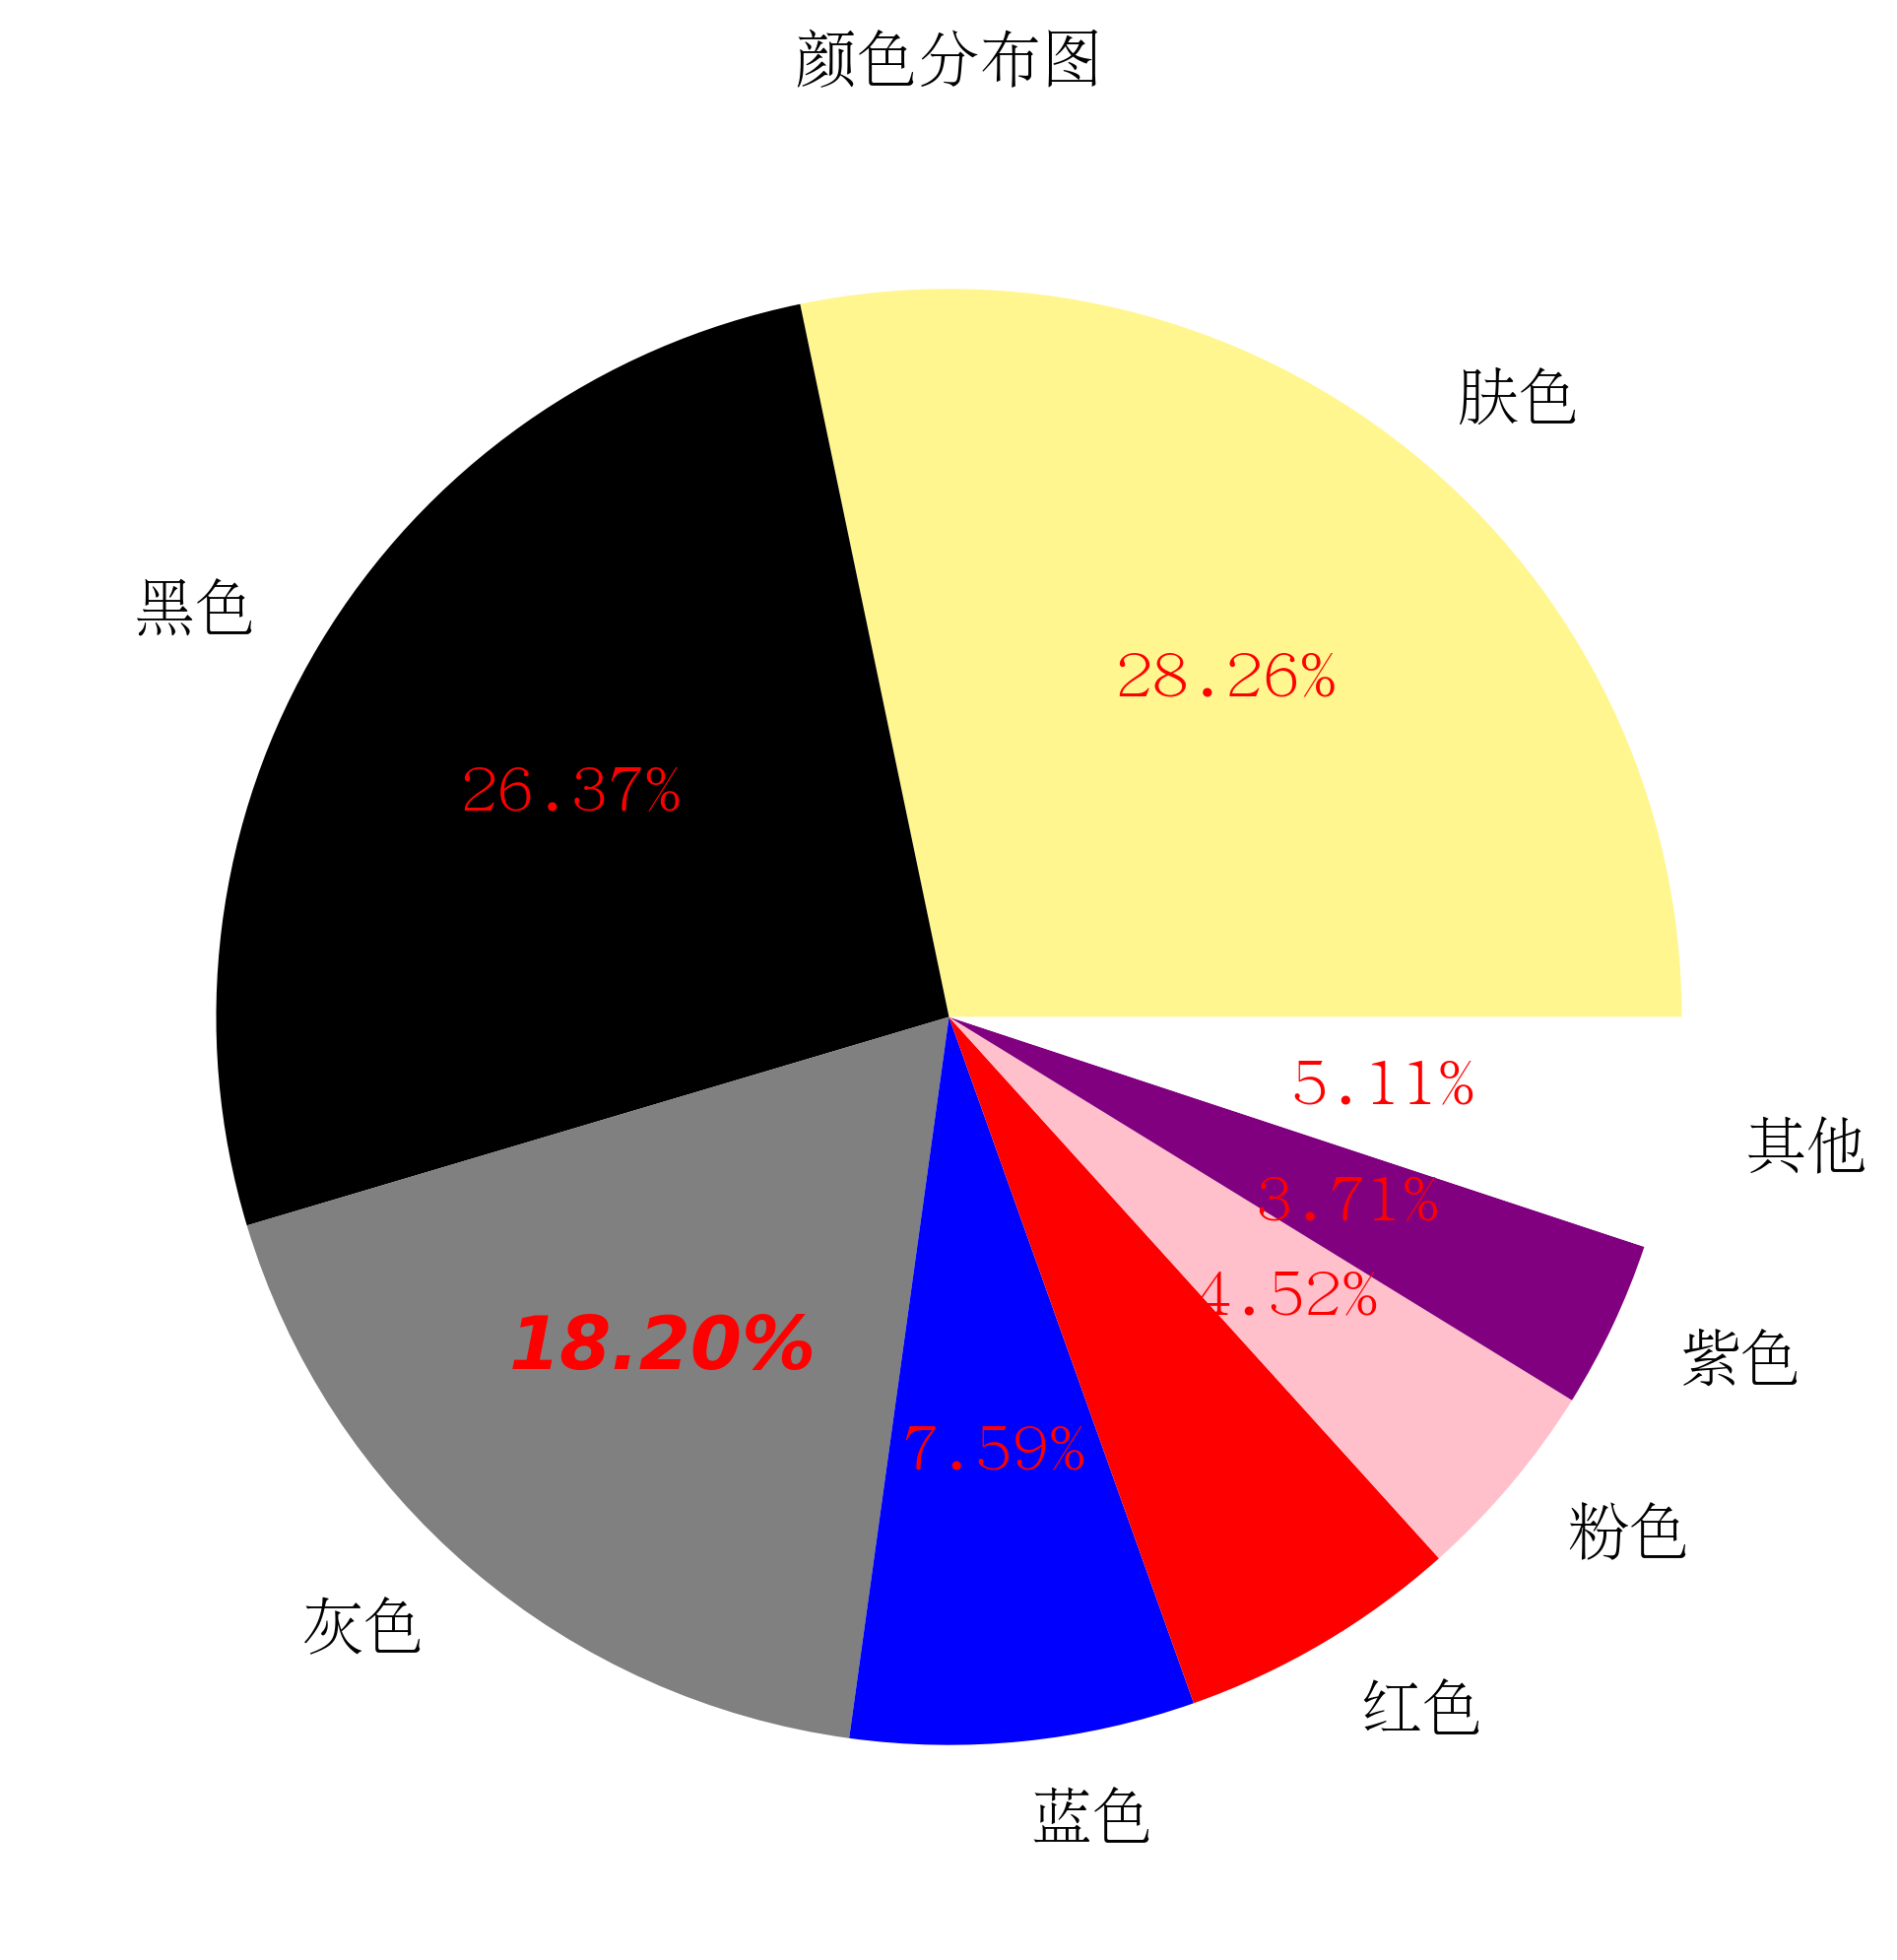 颜色分布图
肤色
黑色
28.26%
26.37%
5.11%
其他
3.71%
4.52%
18.20%
紫色
7.59%
粉色
灰色
红色
蓝色